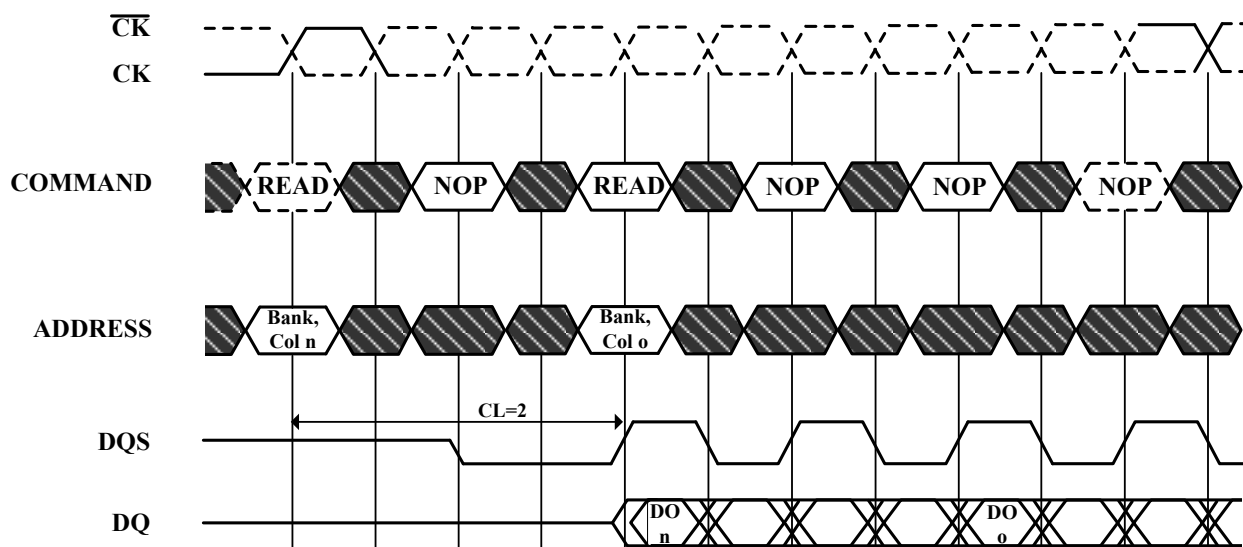 CK
CK
COMMAND
READ
NOP
READ
NOP
NOP
NOP
ADDRESS
Bank,
Col n
Bank,
Col o
CL=2
DQS
DQ
DO
n
DO
o